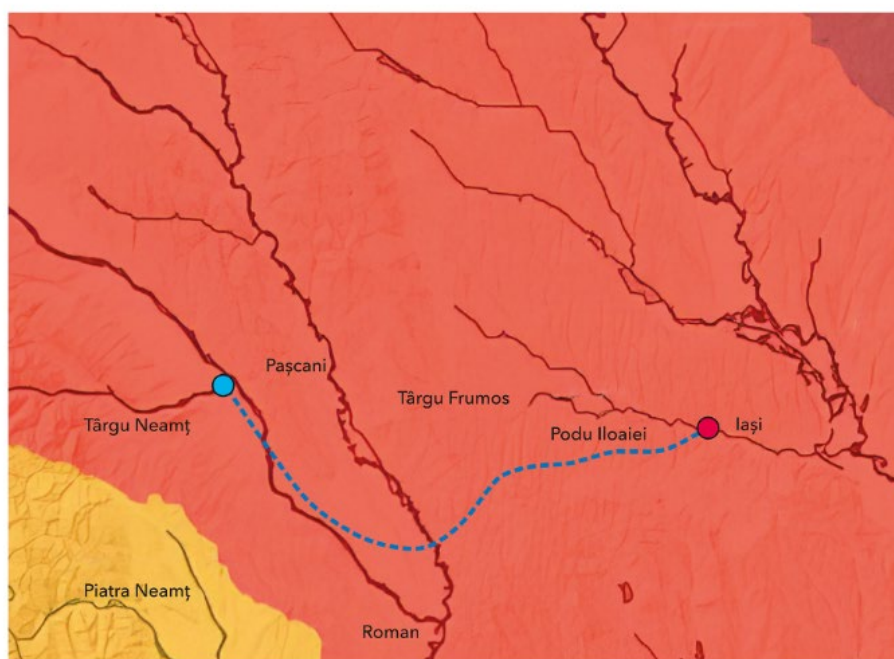 Pașcani
Târgu Frumos
Târgu Neamț
Podu Iloaiei
Iași
Piatra Neamț
Roman